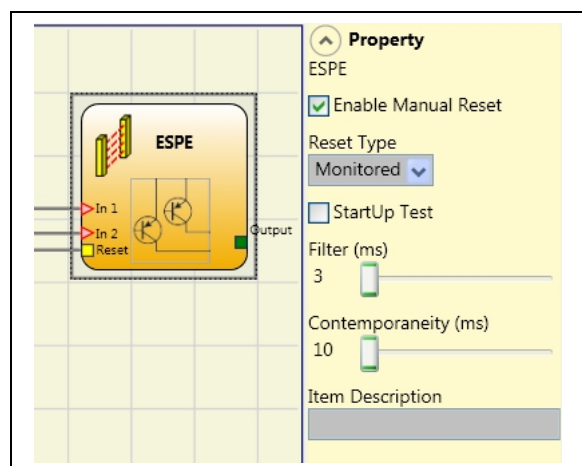 ESPE
In 1
In 2
Reset
Output
Property
ESPE
Enable Manual Reset
Reset Type
Monitored
StartUp Test
Filter (ms)
3
Contemporaneity (ms)
10
Item Description